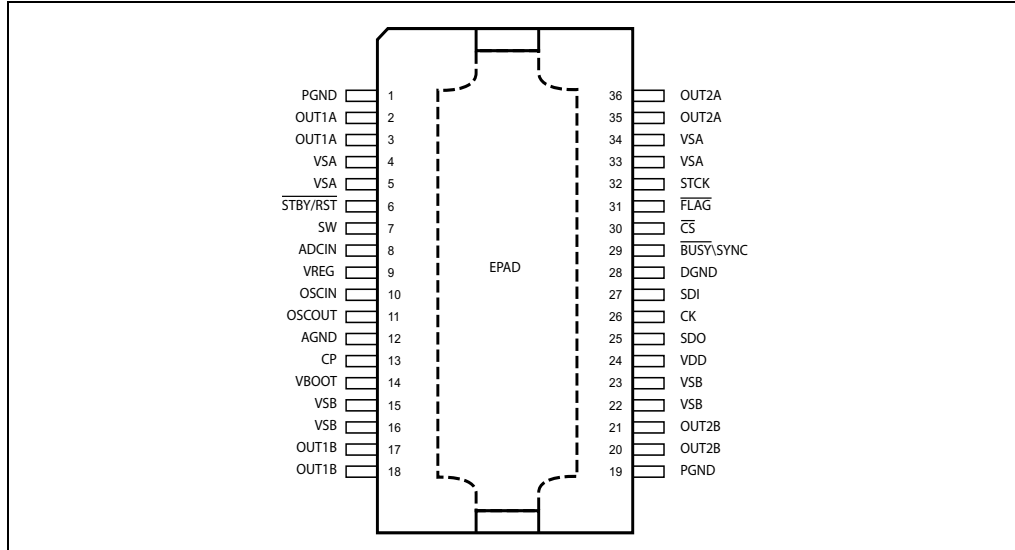 PGND 1
OUT1A 2
OUT1A 3
VSA 4
VSA 5
STBY/RST 6
SW 7
ADCIN 8
VREG 9
OSCIN 10
OSCOUT 11
AGND 12
CP 13
VBOOT 14
VSB 15
VSB 16
OUT1B 17
OUT1B 18
EPAD
36 OUT2A
35 OUT2A
34 VSA
33 VSA
32 STCK
31 FLAG
30 CS
29 BUSY\SYNC
28 DGND
27 SDI
26 CK
25 SDO
24 VDD
23 VSB
22 VSB
21 OUT2B
20 OUT2B
19 PGND